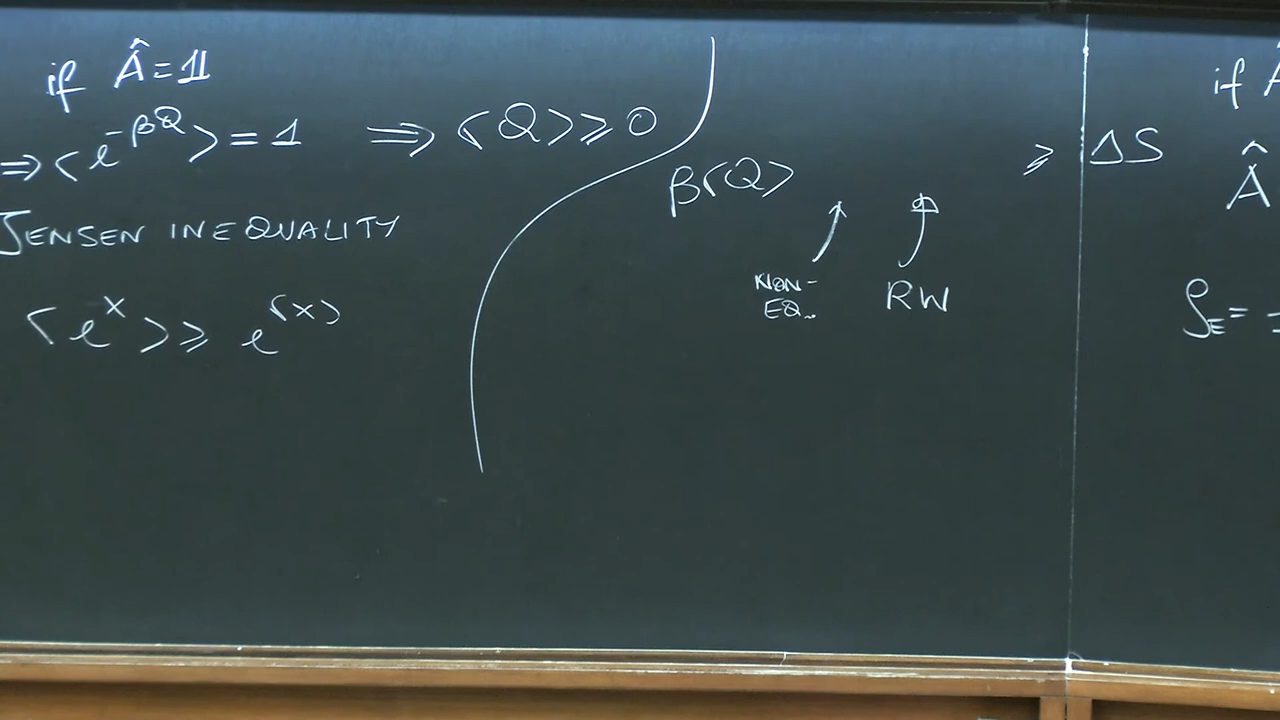 if Â = 𝟙
⇒ ⟨e^{-βQ}⟩ = 1 ⇒ ⟨Q⟩ ≥ 0
JENSEN INEQUALITY
⟨e^x⟩ ≥ e^{⟨x⟩}
β⟨Q⟩ ≥ ΔS
NON-
EQ.
RW
if Â
Â
ρ_E =